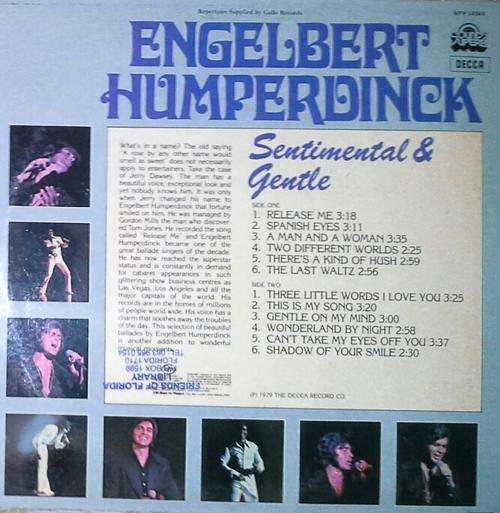 Repertoire Supplied by Gallo Records
ENGELBERT
HUMPERDINCK
DECCA
What's in a name? The old saying
"A rose by any other name would
smell as sweet" does not necessarily
apply to entertainers. Take the case
of Jerry Dawsey. The man has a
beautiful voice, exceptional look and
yet nobody knows him. It was only
when Jerry changed his name to
Engelbert Humperdinck that fortune
smiled on him. He was managed by
Gordon Mills the man who discover-
ed Tom Jones. He recorded the song
called 'Release Me' and Engelbert
Humperdinck became one of the
great ballade singers of the decade.
He has now reached the superstar
status and is constantly in demand
for cabaret appearances in such
glittering show business centres as
Las Vegas, Los Angeles and all the
major capitals of the world. His
records are in the homes of millions
of people world wide. His voice has a
charm that soothes away the troubles
of the day. This selection of beautiful
ballades by Engelbert Humperdinck
is another addition to wonderful
Sentimental &
Gentle
SIDE ONE
1. RELEASE ME 3:18
2. SPANISH EYES 3:11
3. A MAN AND A WOMAN 3:35
4. TWO DIFFERENT WORLDS 2:25
5. THERE'S A KIND OF HUSH 2:59
6. THE LAST WALTZ 2:56
SIDE TWO
1. THREE LITTLE WORDS I LOVE YOU 3:25
2. THIS IS MY SONG 3:20
3. GENTLE ON MY MIND 3:00
4. WONDERLAND BY NIGHT 2:58
5. CAN'T TAKE MY EYES OFF YOU 3:37
6. SHADOW OF YOUR SMILE 2:30
(P) 1979 THE DECCA RECORD CO.
FRIENDS OF FLORIDA
LIBRARY
BOX 1599
FLORIDA 1710